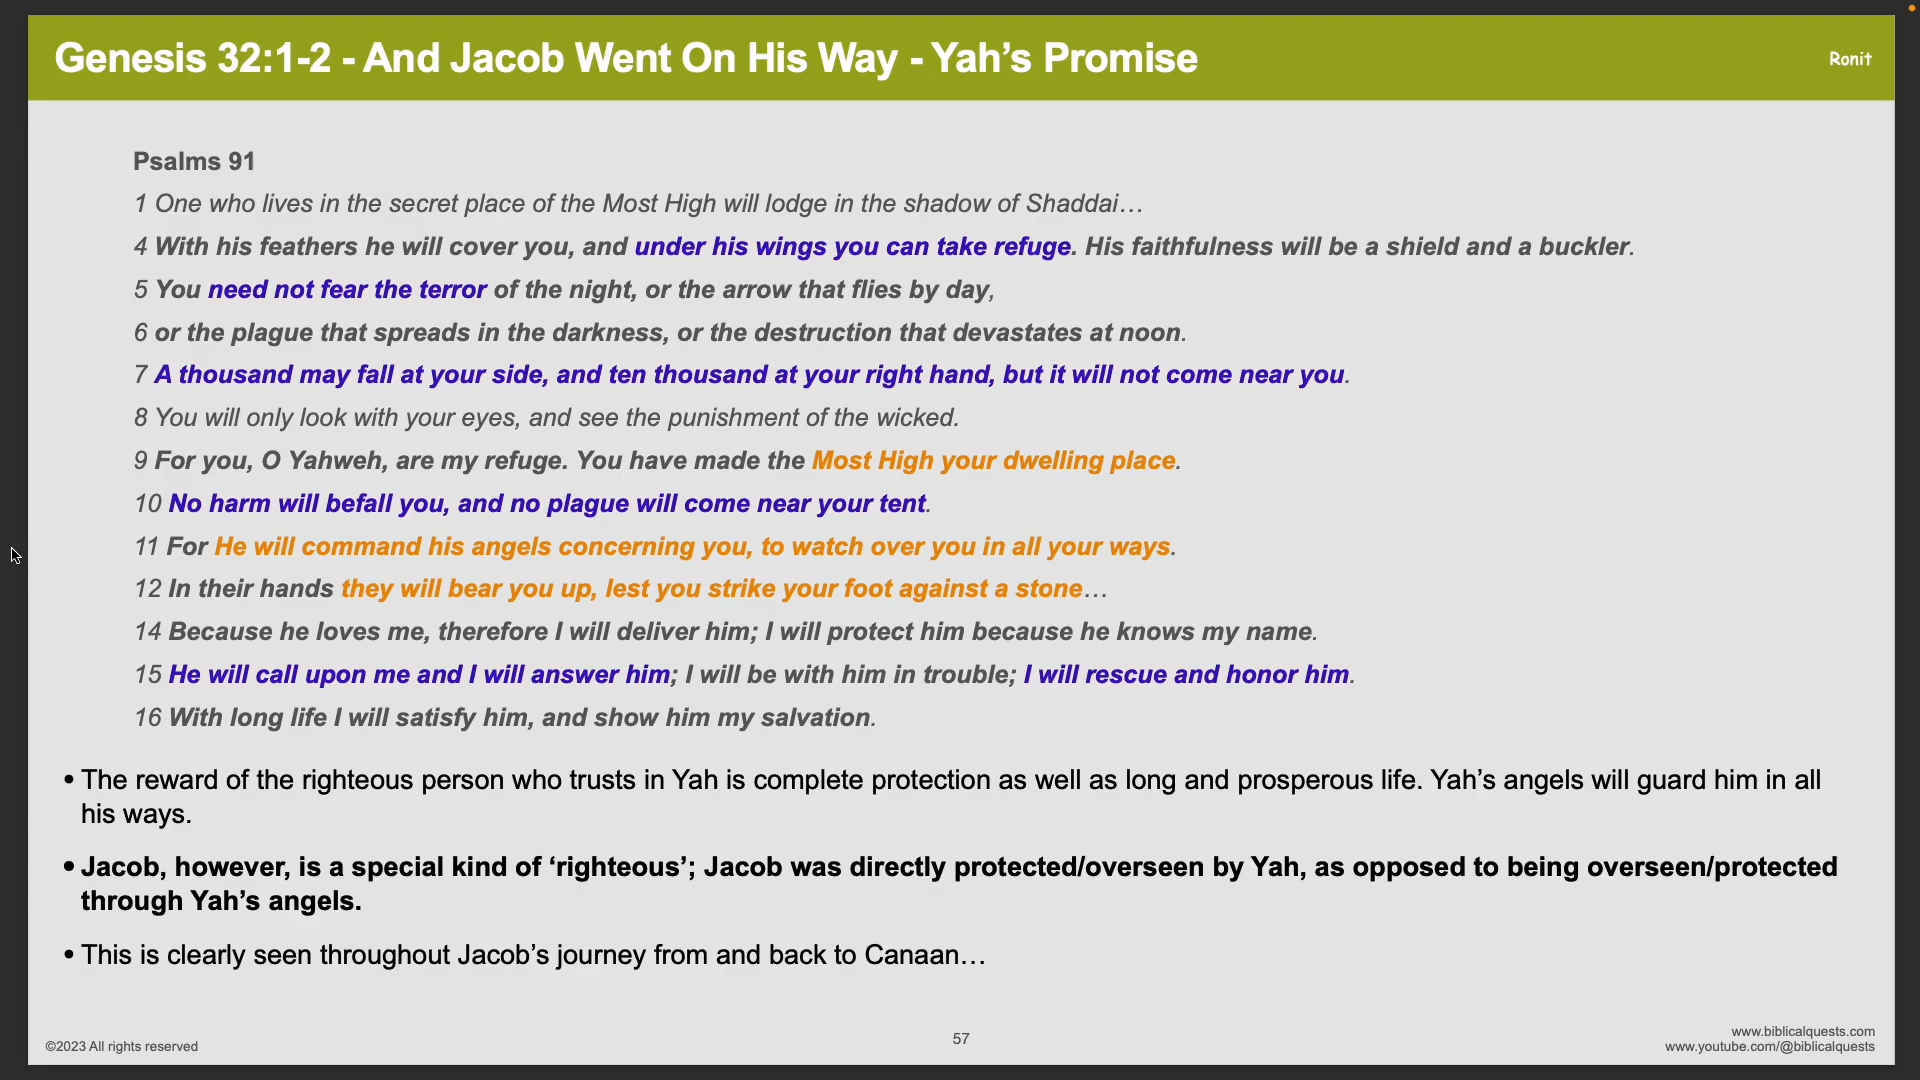 Genesis 32:1-2 - And Jacob Went On His Way - Yah’s Promise
Ronit
Psalms 91
1 One who lives in the secret place of the Most High will lodge in the shadow of Shaddai…
4 With his feathers he will cover you, and under his wings you can take refuge. His faithfulness will be a shield and a buckler.
5 You need not fear the terror of the night, or the arrow that flies by day,
6 or the plague that spreads in the darkness, or the destruction that devastates at noon.
7 A thousand may fall at your side, and ten thousand at your right hand, but it will not come near you.
8 You will only look with your eyes, and see the punishment of the wicked.
9 For you, O Yahweh, are my refuge. You have made the Most High your dwelling place.
10 No harm will befall you, and no plague will come near your tent.
11 For He will command his angels concerning you, to watch over you in all your ways.
12 In their hands they will bear you up, lest you strike your foot against a stone…
14 Because he loves me, therefore I will deliver him; I will protect him because he knows my name.
15 He will call upon me and I will answer him; I will be with him in trouble; I will rescue and honor him.
16 With long life I will satisfy him, and show him my salvation.
• The reward of the righteous person who trusts in Yah is complete protection as well as long and prosperous life. Yah’s angels will guard him in all
his ways.
• Jacob, however, is a special kind of ‘righteous’; Jacob was directly protected/overseen by Yah, as opposed to being overseen/protected
through Yah’s angels.
• This is clearly seen throughout Jacob’s journey from and back to Canaan…
©2023 All rights reserved
57
www.biblicalquests.com
www.youtube.com/@biblicalquests